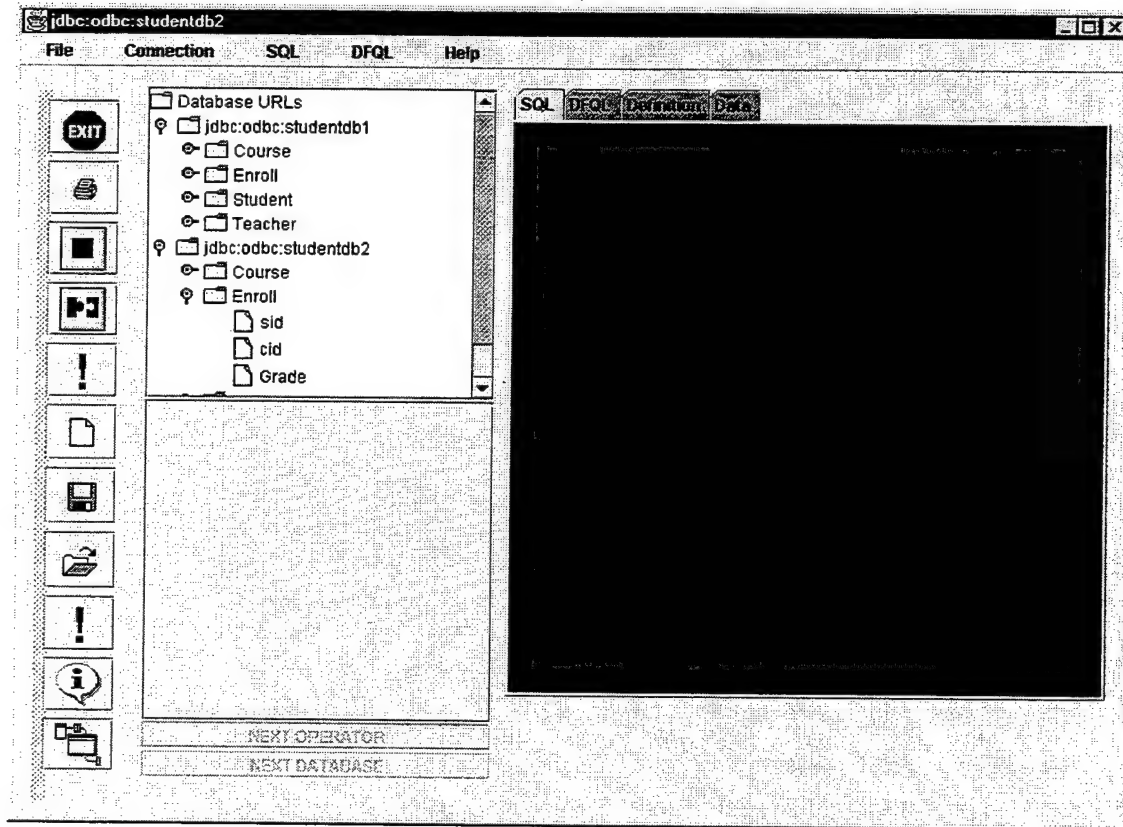 jdbc:odbc:studentdb2
File Connection SQL DFQL Help
EXIT
Database URLs
jdbc:odbc:studentdb1
Course
Enroll
Student
Teacher
jdbc:odbc:studentdb2
Course
Enroll
sid
cid
Grade
NEXT OPERATOR
NEXT DATABASE
SQL DFQL Definition Data